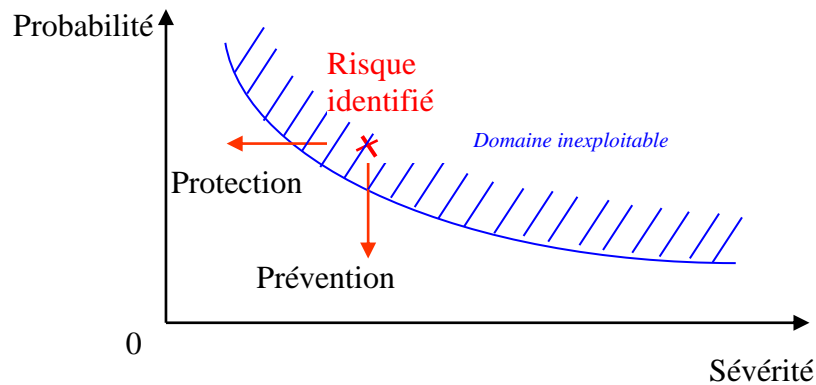 Probabilité
Risque
identifié
Domaine inexploitable
Protection
Prévention
0
Sévérité